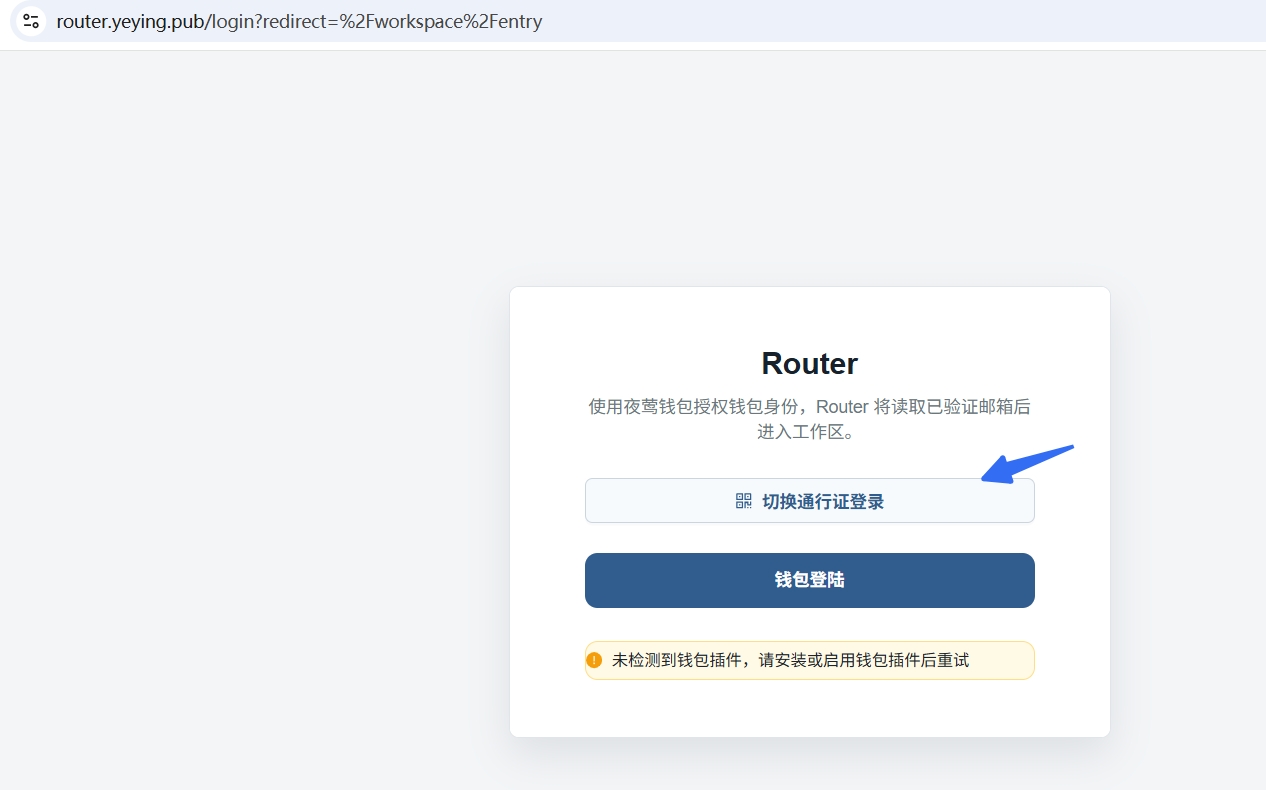 router.yeying.pub/login?redirect=%2Fworkspace%2Fentry
Router
使用夜莺钱包授权钱包身份，Router 将读取已验证邮箱后
进入工作区。
切换通行证登录
钱包登陆
未检测到钱包插件，请安装或启用钱包插件后重试